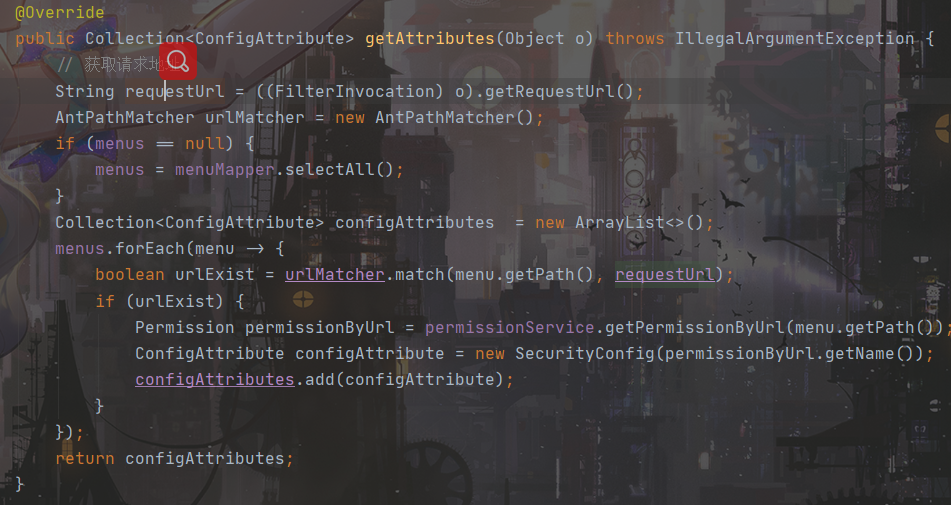 @Override
public Collection<ConfigAttribute> getAttributes(Object o) throws IllegalArgumentException {
// 获取请求地
String requestUrl = ((FilterInvocation) o).getRequestUrl();
AntPathMatcher urlMatcher = new AntPathMatcher();
if (menus == null) {
menus = menuMapper.selectAll();
}
Collection<ConfigAttribute> configAttributes  = new ArrayList<>();
menus.forEach(menu -> {
boolean urlExist = urlMatcher.match(menu.getPath(), requestUrl);
if (urlExist) {
Permission permissionByUrl = permissionService.getPermissionByUrl(menu.getPath());
ConfigAttribute configAttribute = new SecurityConfig(permissionByUrl.getName());
configAttributes.add(configAttribute);
}
});
return configAttributes;
}